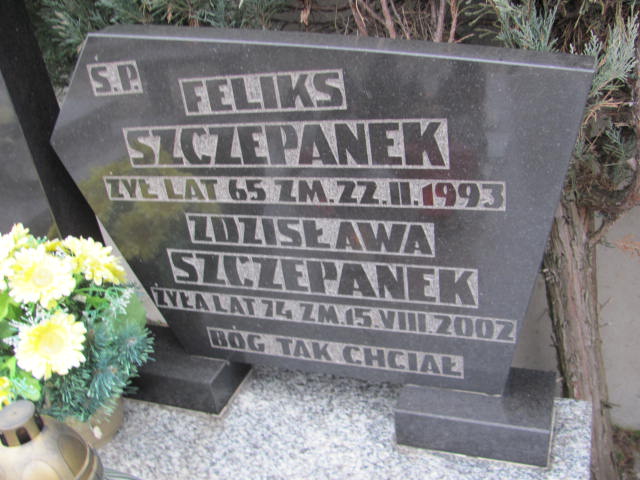 Ś.P. FELIKS
SZCZEPANEK
ŻYŁ LAT 65 ZM. 22.II.1993
ZDZISŁAWA
SZCZEPANEK
ŻYŁA LAT 74 ZM. 15.VIII.2002
BÓG TAK CHCIAŁ